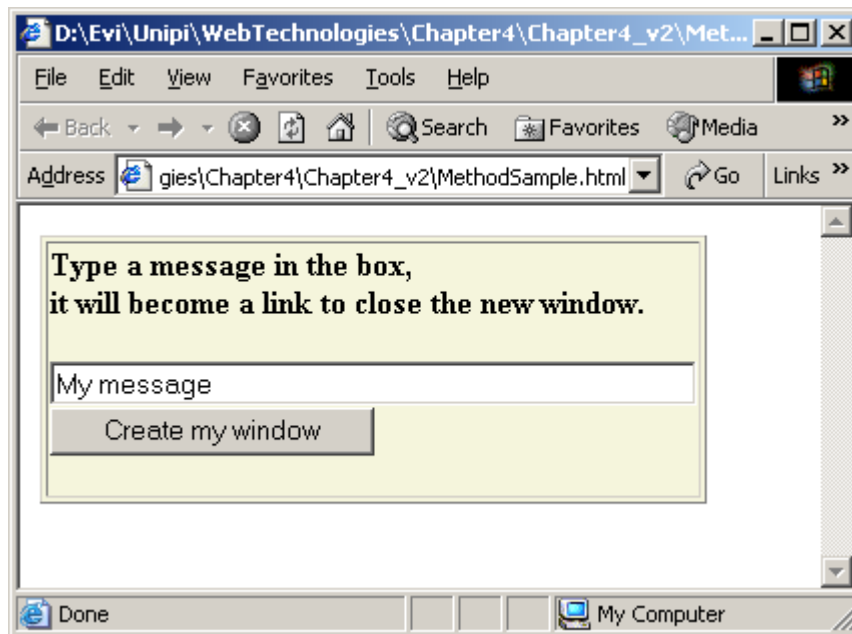 D:\Evi\Unipi\WebTechnologies\Chapter4\Chapter4_v2\Met...
File Edit View Favorites Tools Help
Back Search Favorites Media »
Address gies\Chapter4\Chapter4_v2\MethodSample.html Go Links »
Type a message in the box,
it will become a link to close the new window.
My message
Create my window
Done My Computer